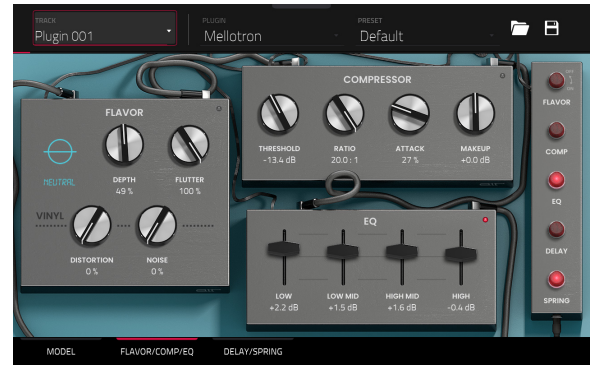 TRACK
Plugin 001
PLUGIN
Mellotron
PRESET
Default
FLAVOR
NEUTRAL
DEPTH
49 %
FLUTTER
100 %
VINYL
DISTORTION
0 %
NOISE
0 %
COMPRESSOR
THRESHOLD
-13.4 dB
RATIO
20.0 : 1
ATTACK
27 %
MAKEUP
+0.0 dB
EQ
LOW
+2.2 dB
LOW MID
+1.5 dB
HIGH MID
+1.6 dB
HIGH
-0.4 dB
FLAVOR
COMP
EQ
DELAY
SPRING
MODEL
FLAVOR/COMP/EQ
DELAY/SPRING